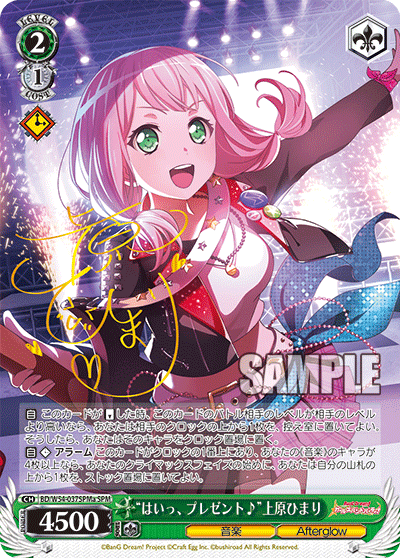 LEVEL
2
1
COST
SAMPLE
自 このカードが したࢎ時、このカードのバトル相手のレベルが相手のレベル
より高いなら、あなたは相手のクロックの上から1枚を、控え室に置いてよい。
そうしたら、あなたはそのキャラをクロック置場に置く。
自 アラーム このカードがクロックの1番上にあり、あなたの《音楽》のキャラが
4枚以上なら、あなたのクライマックスフェイズの始めに、あなたは自分の山札の
上から1枚を、ストック置場に置いてよい。
CH BD/W54-037SPMa SPM
POWER
4500
“はいっ、プレゼント♪”上原ひまり
音楽 Afterglow
©BanG Dream! Project ©Craft Egg Inc. ©bushiroad All Rights Reserved.